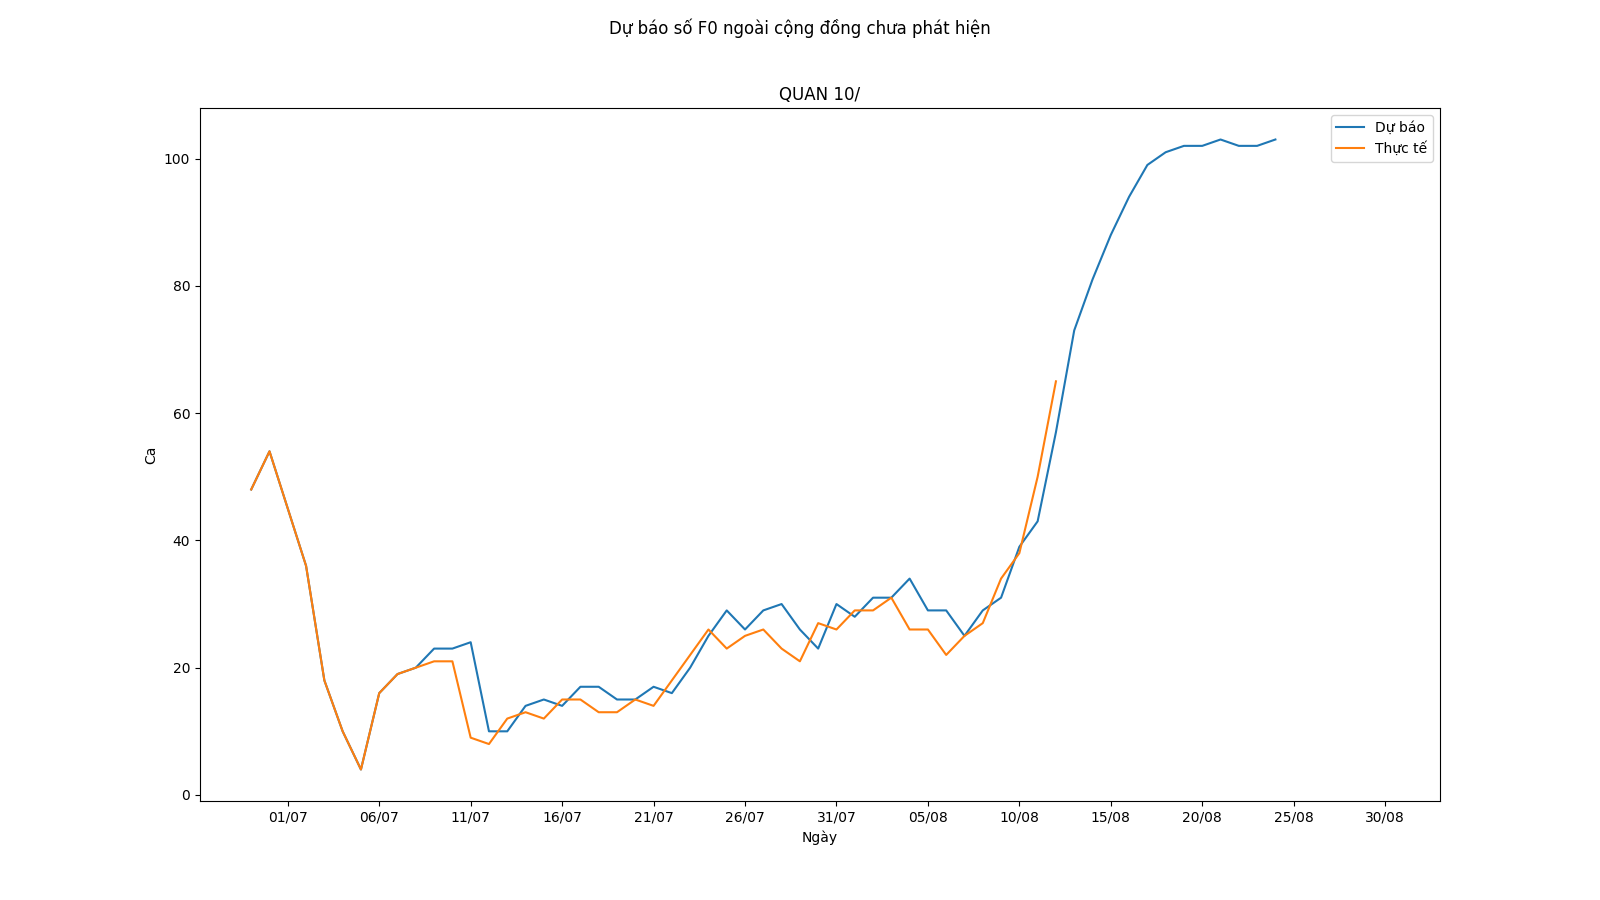 Dự báo số F0 ngoài cộng đồng chưa phát hiện
QUAN 10/
Dự báo
Thực tế
100
80
60
40
20
0
Ca
01/07 06/07 11/07 16/07 21/07 26/07 31/07 05/08 10/08 15/08 20/08 25/08 30/08
Ngày